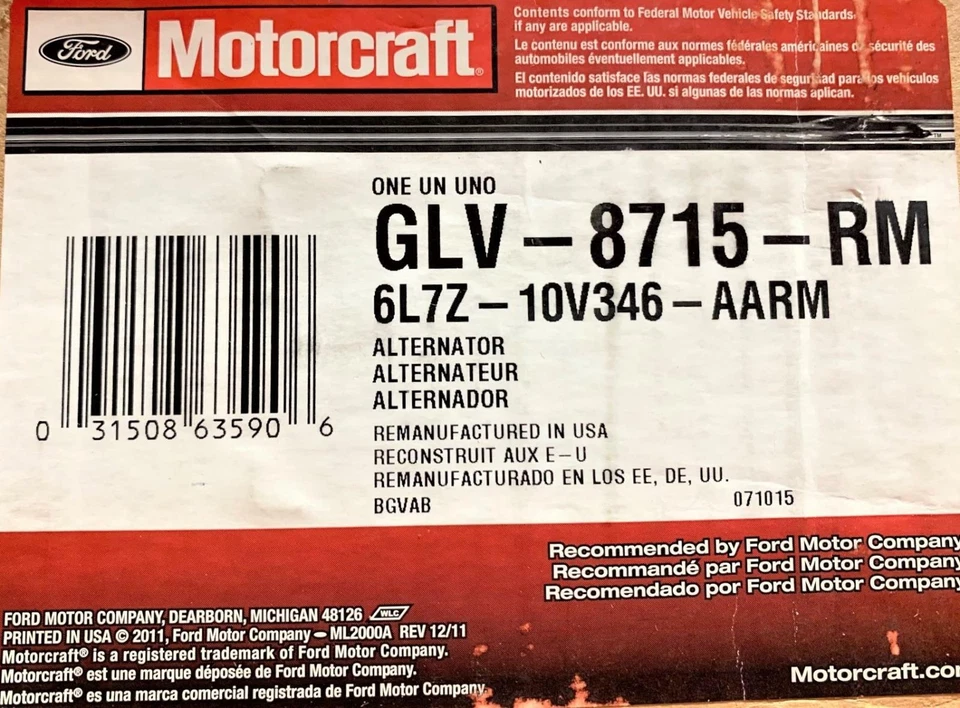 Ford
Motorcraft®
Contents conform to Federal Motor Vehicle Safety Standards,
if any are applicable.
Le contenu est conforme aux normes fédérales américaines de sécurité des
automobiles éventuellement applicables.
El contenido satisface las normas federales de seguridad para los vehículos
motorizados de los EE. UU. si algunas de las normas aplican.
TM
ONE UN UNO
GLV – 8715 – RM
6L7Z – 10V346 – AARM
ALTERNATOR
ALTERNATEUR
ALTERNADOR
REMANUFACTURED IN USA
RECONSTRUIT AUX E–U
REMANUFACTURADO EN LOS EE, DE, UU.
BGVAB 071015
0 31508 63590 6
Recommended by Ford Motor Company
Recommandé par Ford Motor Company
Recomendado por Ford Motor Company
FORD MOTOR COMPANY, DEARBORN, MICHIGAN 48126 WLC
PRINTED IN USA © 2011, Ford Motor Company – ML2000A REV 12/11
Motorcraft® is a registered trademark of Ford Motor Company.
Motorcraft® est une marque déposée de Ford Motor Company.
Motorcraft® es una marca comercial registrada de Ford Motor Company.
Motorcraft.co